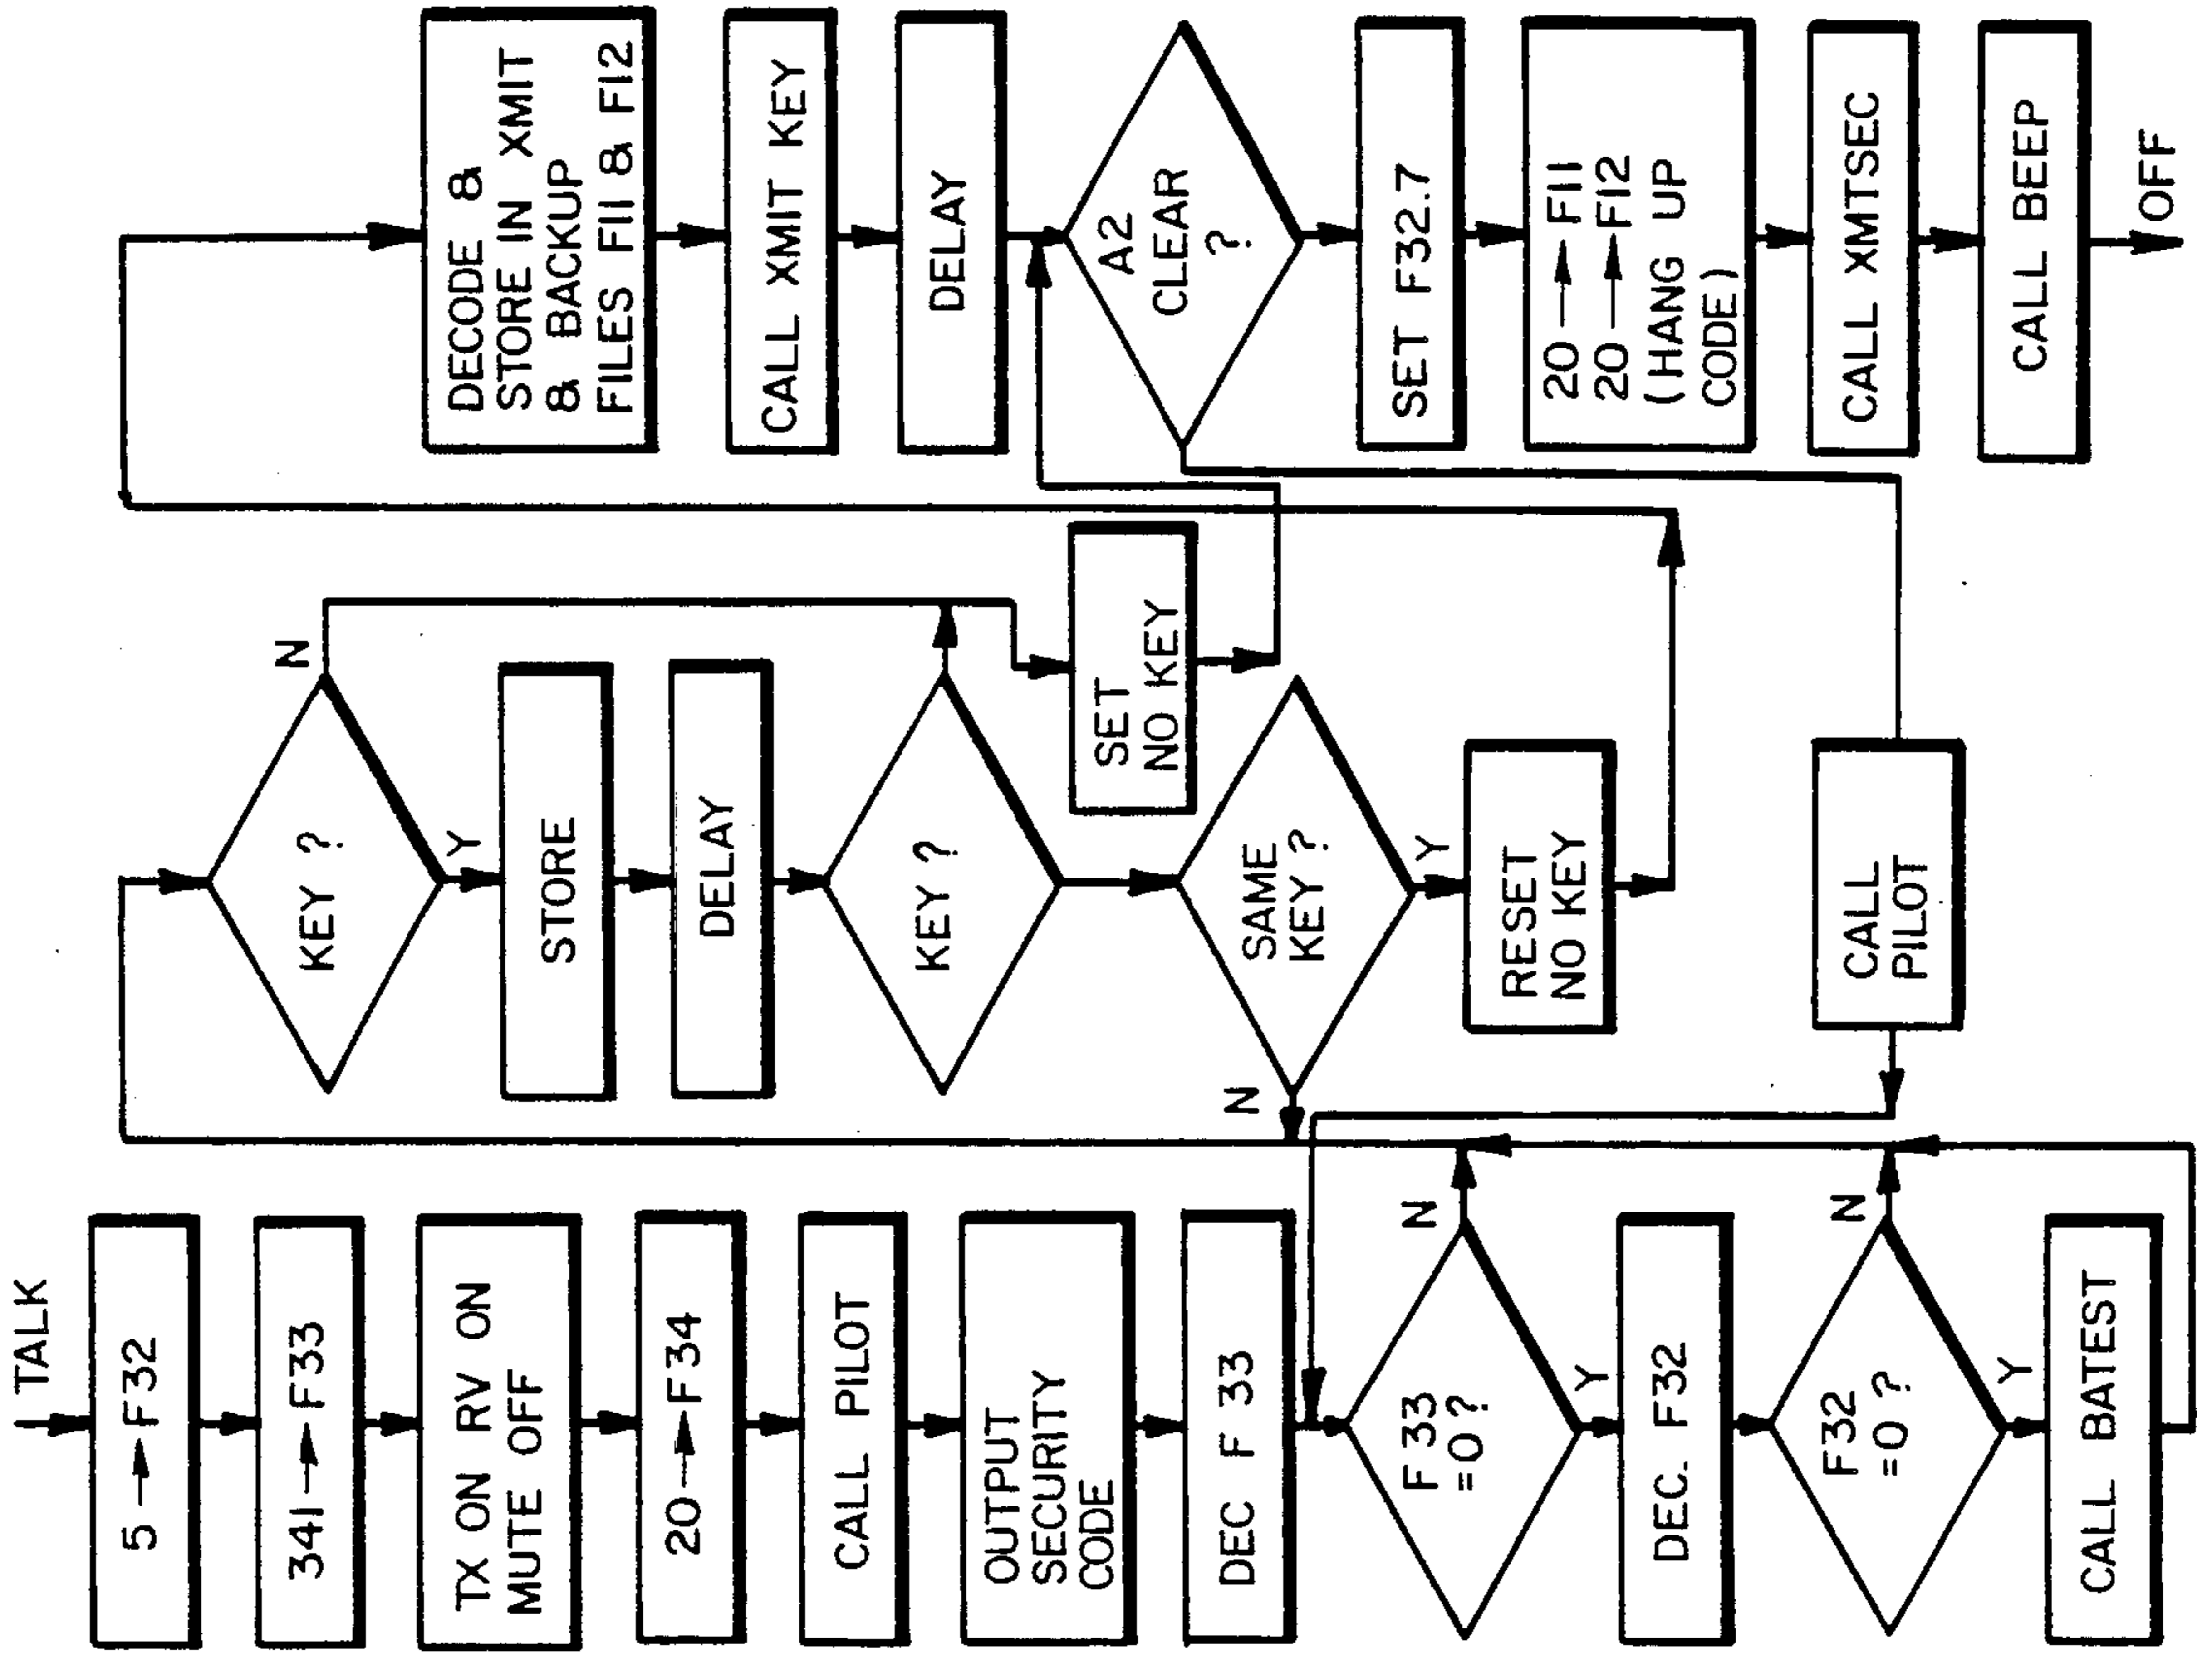 TALK
5→F32
341→F33
TX ON RV ON
MUTE OFF
20→F34
CALL PILOT
OUTPUT
SECURITY
CODE
DEC F 33
F 33
=0?
N
Y
DEC. F32
F32
=0?
N
Y
CALL BATEST
KEY ?
N
Y
STORE
DELAY
KEY ?
SET
NO KEY
SAME
KEY ?
N
Y
RESET
NO KEY
CALL
PILOT
DECODE &
STORE IN XMIT
& BACKUP
FILES F11 & F12
CALL XMIT KEY
DELAY
A2
CLEAR
?
SET F32.7
20→F11
20→F12
(HANG UP
CODE)
CALL XMTSEC
CALL BEEP
OFF